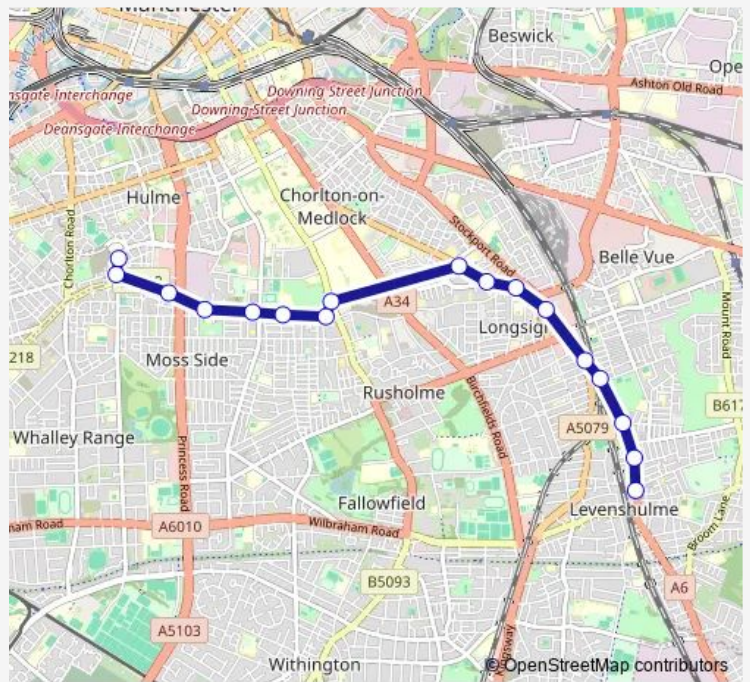 Manchester
Beswick
Ope
Ashton Old Road
Downing Street Junction
nsgate Interchange
Downing Street Junction
Deansgate Interchange
Hulme
Chorlton-on-
Medlock
Chorlton Road
Stockport Road
Belle Vue
A34
Mount Road
Longsig
218
Moss Side
Rusholme
Birchfields Road
B617
A5079
Whalley Range
Princess Road
Fallowfield
Levenshulme
Broom Lane
ham Road
A6010
Wilbraham Road
B5093
A6
A5103
Withington
© OpenStreetMap contributors